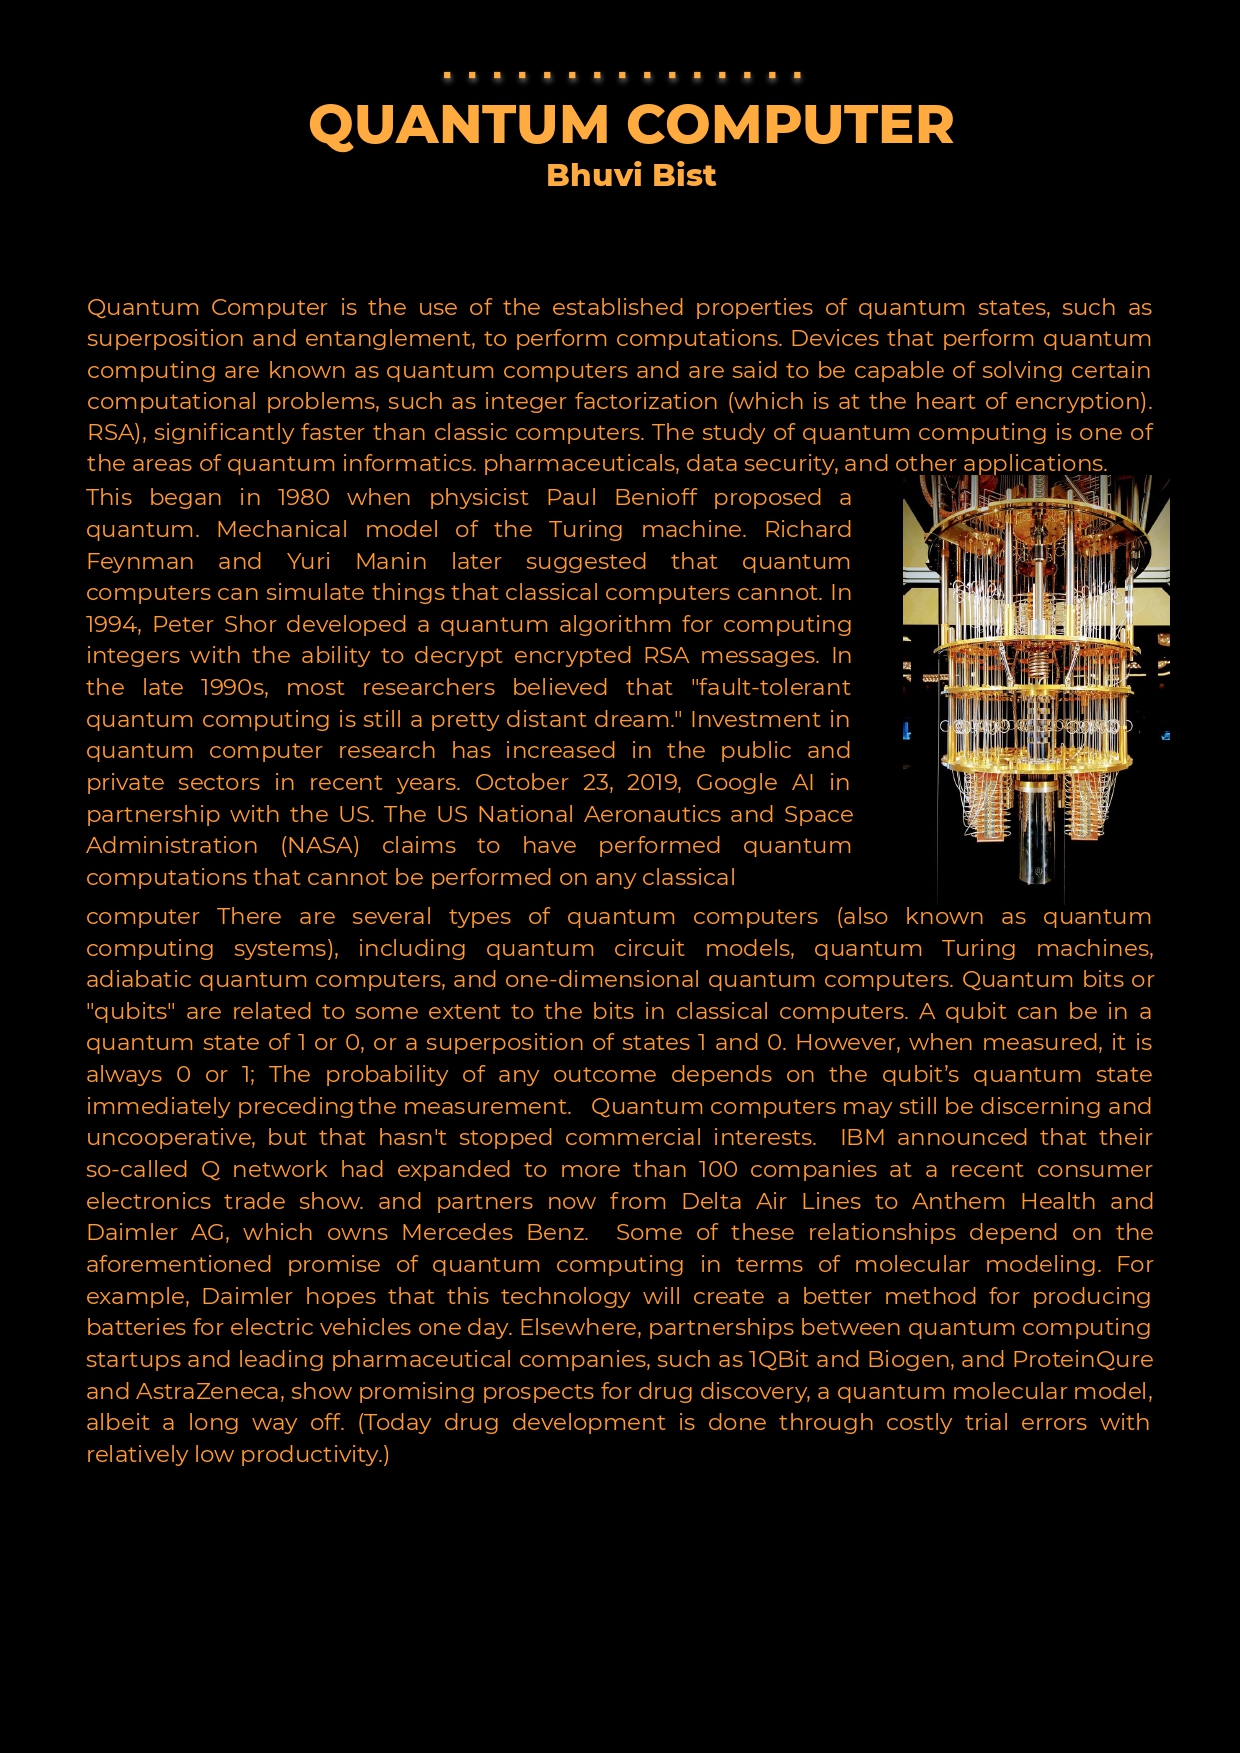 QUANTUM COMPUTER
Bhuvi Bist
Quantum Computer is the use of the established properties of quantum states, such as
superposition and entanglement, to perform computations. Devices that perform quantum
computing are known as quantum computers and are said to be capable of solving certain
computational problems, such as integer factorization (which is at the heart of encryption).
RSA), significantly faster than classic computers. The study of quantum computing is one of
the areas of quantum informatics. pharmaceuticals, data security, and other applications.
This began in 1980 when physicist Paul Benioff proposed a
quantum. Mechanical model of the Turing machine. Richard
Feynman and Yuri Manin later suggested that quantum
computers can simulate things that classical computers cannot. In
1994, Peter Shor developed a quantum algorithm for computing
integers with the ability to decrypt encrypted RSA messages. In
the late 1990s, most researchers believed that "fault-tolerant
quantum computing is still a pretty distant dream." Investment in
quantum computer research has increased in the public and
private sectors in recent years. October 23, 2019, Google AI in
partnership with the US. The US National Aeronautics and Space
Administration (NASA) claims to have performed quantum
computations that cannot be performed on any classical
computer There are several types of quantum computers (also known as quantum
computing systems), including quantum circuit models, quantum Turing machines,
adiabatic quantum computers, and one-dimensional quantum computers. Quantum bits or
"qubits" are related to some extent to the bits in classical computers. A qubit can be in a
quantum state of 1 or 0, or a superposition of states 1 and 0. However, when measured, it is
always 0 or 1; The probability of any outcome depends on the qubit’s quantum state
immediately preceding the measurement. Quantum computers may still be discerning and
uncooperative, but that hasn't stopped commercial interests. IBM announced that their
so-called Q network had expanded to more than 100 companies at a recent consumer
electronics trade show. and partners now from Delta Air Lines to Anthem Health and
Daimler AG, which owns Mercedes Benz. Some of these relationships depend on the
aforementioned promise of quantum computing in terms of molecular modeling. For
example, Daimler hopes that this technology will create a better method for producing
batteries for electric vehicles one day. Elsewhere, partnerships between quantum computing
startups and leading pharmaceutical companies, such as 1QBit and Biogen, and ProteinQure
and AstraZeneca, show promising prospects for drug discovery, a quantum molecular model,
albeit a long way off. (Today drug development is done through costly trial errors with
relatively low productivity.)